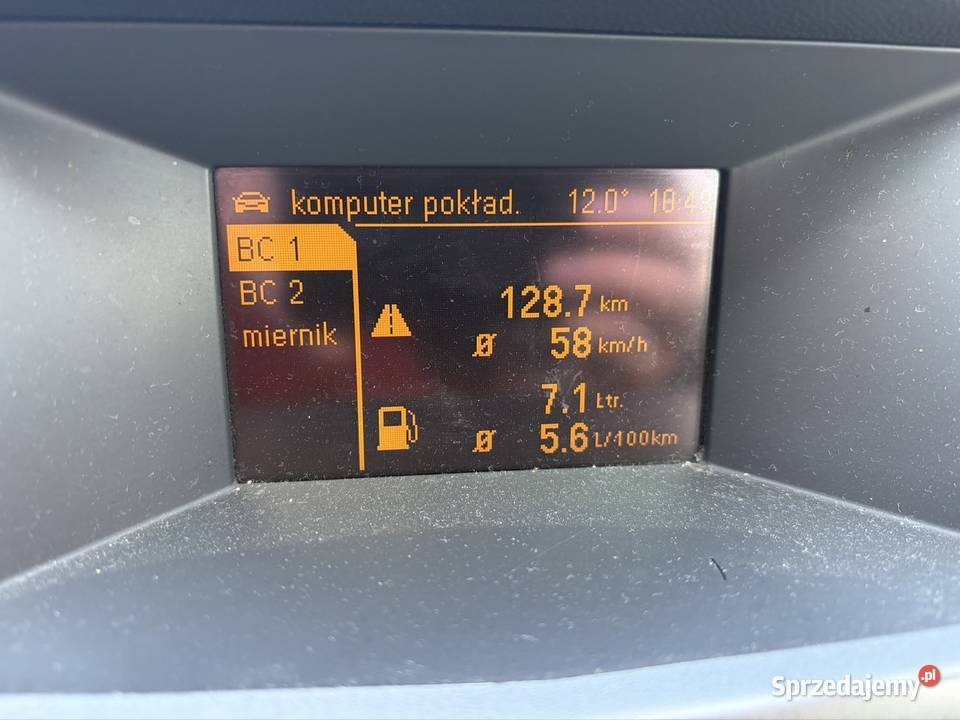 komputer pokład. 12.0°
BC 1
BC 2
miernik
128.7 km
Ø 58 km/h
7.1 Ltr.
Ø 5.6 L/100km
Sprzedajemy.pl